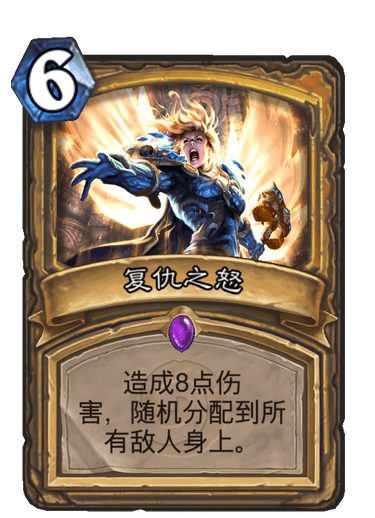 6
复仇之怒
造成8点伤
害，随机分配到所
有敌人身上。